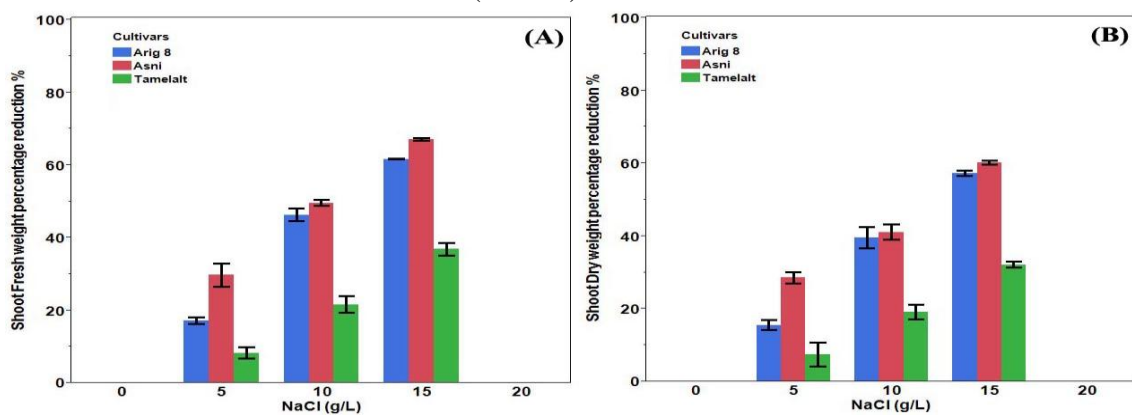 (A)
Cultivars
Arig 8
Asni
Tamelalt
Shoot Fresh weight percentage reduction %
100
80
60
40
20
0
0 5 10 15 20
NaCl (g/L)
(B)
Cultivars
Arig 8
Asni
Tamelalt
Shoot Dry weight percentage reduction %
100
80
60
40
20
0
0 5 10 15 20
NaCl (g/L)